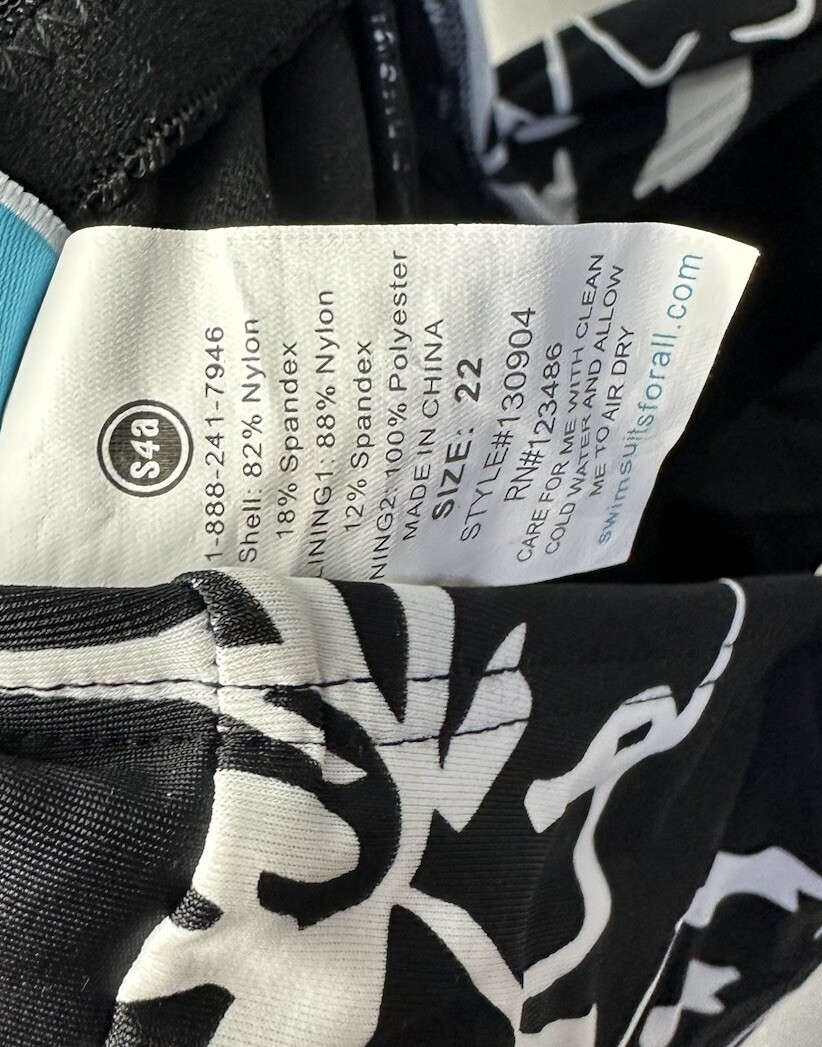 s4a
1-888-241-7946
Shell: 82% Nylon
18% Spandex
LINING1: 88% Nylon
12% Spandex
NING2: 100% Polyester
MADE IN CHINA
SIZE: 22
STYLE#130904
RN#123486
CARE FOR ME WITH CLEAN
COLD WATER AND ALLOW
ME TO AIR DRY
swimsuitsforall.com